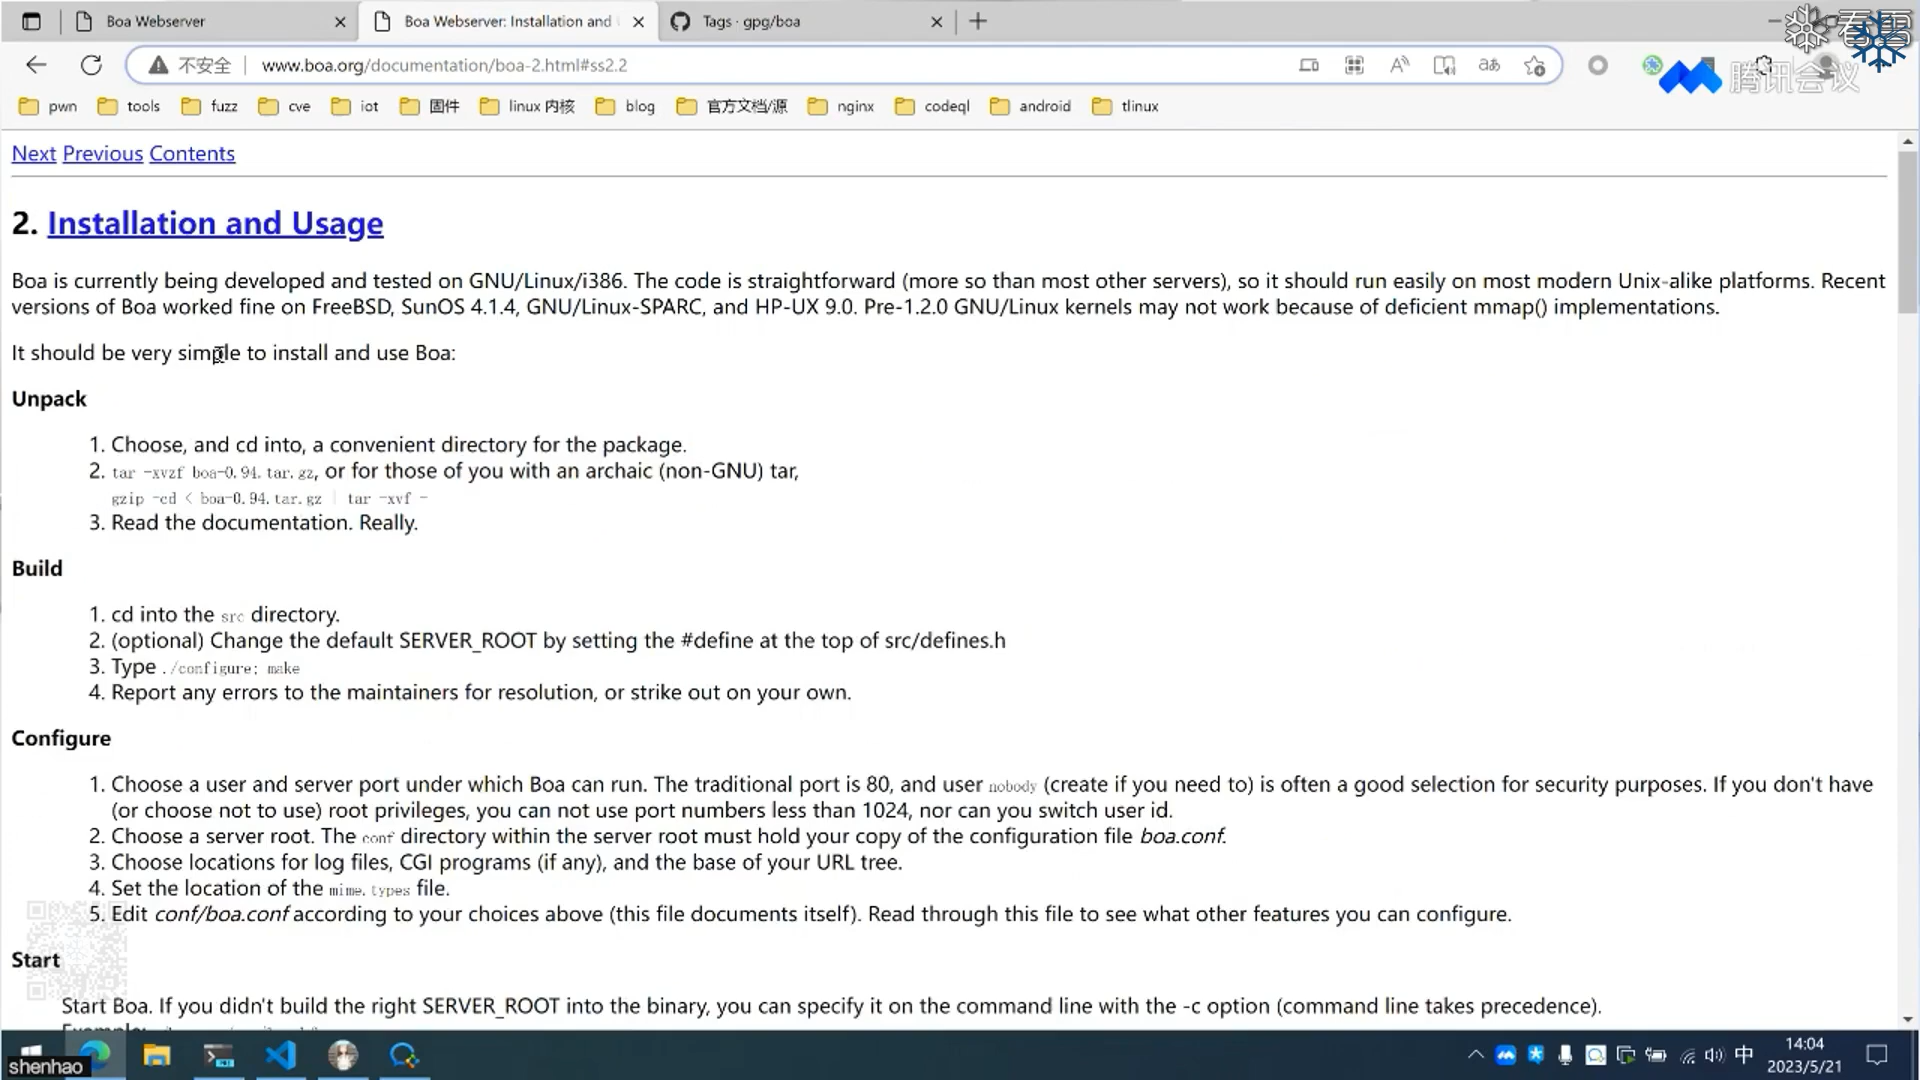 Boa Webserver
Boa Webserver: Installation and
Tags · gpg/boa
看雪
不安全
www.boa.org/documentation/boa-2.html#ss2.2
腾讯会议
pwn
tools
fuzz
cve
iot
固件
linux 内核
blog
官方文档/源
nginx
codeql
android
tlinux
Next Previous Contents
2. Installation and Usage
Boa is currently being developed and tested on GNU/Linux/i386. The code is straightforward (more so than most other servers), so it should run easily on most modern Unix-alike platforms. Recent
versions of Boa worked fine on FreeBSD, SunOS 4.1.4, GNU/Linux-SPARC, and HP-UX 9.0. Pre-1.2.0 GNU/Linux kernels may not work because of deficient mmap() implementations.
It should be very simple to install and use Boa:
Unpack
1. Choose, and cd into, a convenient directory for the package.
2. tar -xvzf boa-0.94.tar.gz, or for those of you with an archaic (non-GNU) tar,
gzip -cd < boa-0.94.tar.gz | tar -xvf -
3. Read the documentation. Really.
Build
1. cd into the src directory.
2. (optional) Change the default SERVER_ROOT by setting the #define at the top of src/defines.h
3. Type ./configure; make
4. Report any errors to the maintainers for resolution, or strike out on your own.
Configure
1. Choose a user and server port under which Boa can run. The traditional port is 80, and user nobody (create if you need to) is often a good selection for security purposes. If you don't have
(or choose not to use) root privileges, you can not use port numbers less than 1024, nor can you switch user id.
2. Choose a server root. The conf directory within the server root must hold your copy of the configuration file boa.conf.
3. Choose locations for log files, CGI programs (if any), and the base of your URL tree.
4. Set the location of the mime.types file.
5. Edit conf/boa.conf according to your choices above (this file documents itself). Read through this file to see what other features you can configure.
Start
Start Boa. If you didn't build the right SERVER_ROOT into the binary, you can specify it on the command line with the -c option (command line takes precedence).
shenhao
中
14:04
2023/5/21